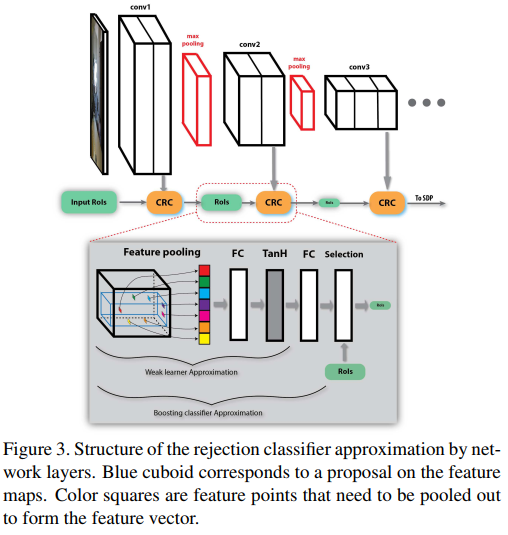 conv1
max
pooling
conv2
max
pooling
conv3
Input RoIs
CRC
RoIs
CRC
RoIs
CRC
To SDP
Feature pooling
FC
TanH
FC
Selection
RoIs
Weak learner Approximation
RoIs
Boosting classifier Approximation
Figure 3. Structure of the rejection classifier approximation by net-
work layers. Blue cuboid corresponds to a proposal on the feature
maps. Color squares are feature points that need to be pooled out
to form the feature vector.